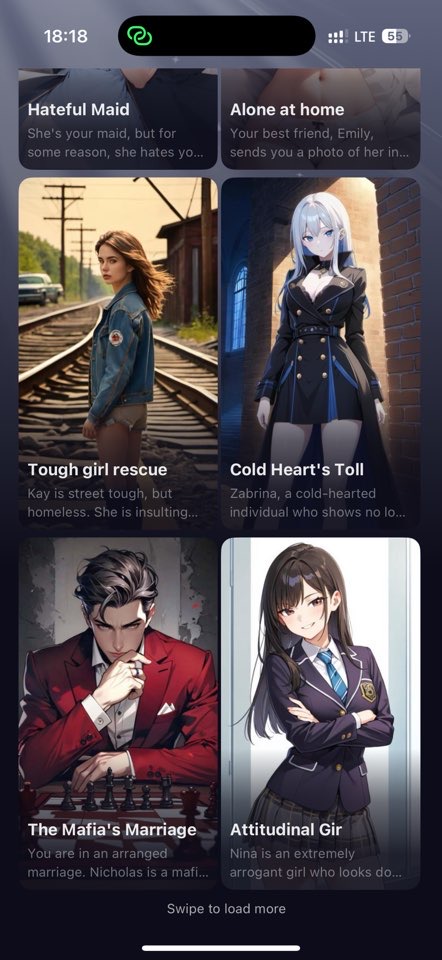 18:18
LTE
55
Hateful Maid
She's your maid, but for
some reason, she hates yo...
Alone at home
Your best friend, Emily,
sends you a photo of her in...
Tough girl rescue
Kay is street tough, but
homeless. She is insulting...
Cold Heart's Toll
Zabrina, a cold-hearted
individual who shows no lo...
The Mafia's Marriage
You are in an arranged
marriage. Nicholas is a mafi...
Attitudinal Gir
Nina is an extremely
arrogant girl who looks do...
Swipe to load more